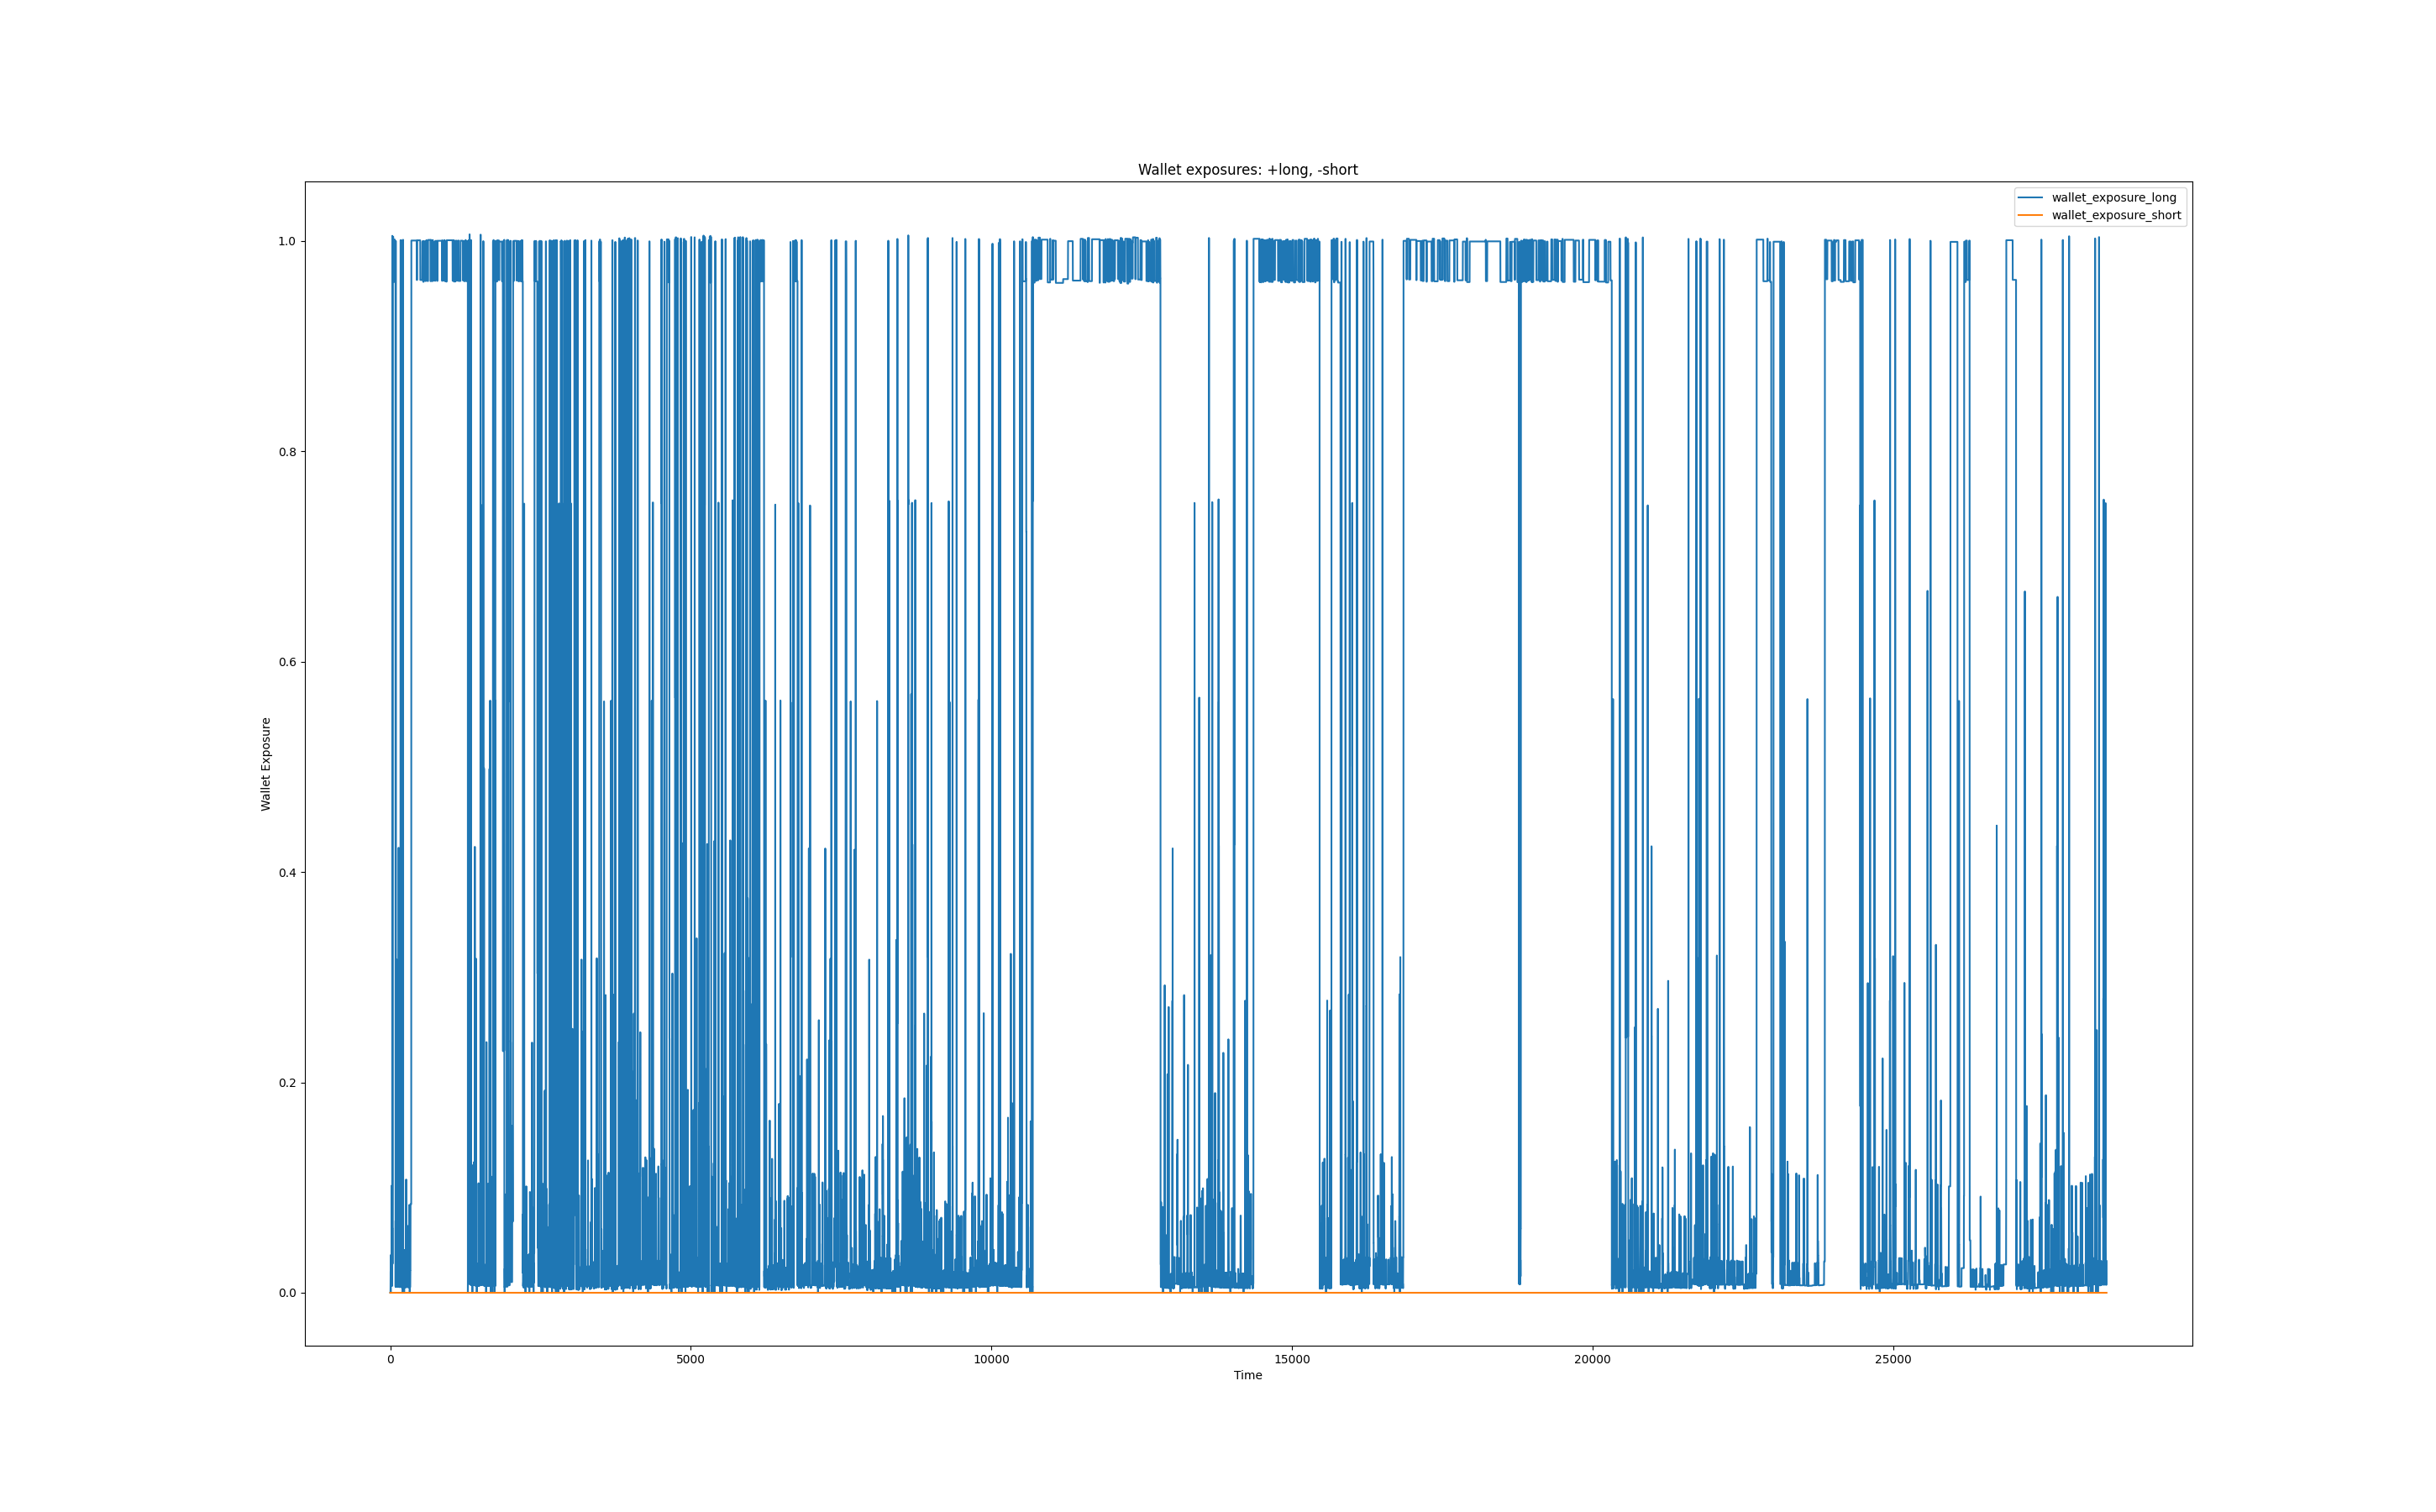 Wallet exposures: +long, -short
wallet_exposure_long
wallet_exposure_short
1.0
0.8
0.6
0.4
0.2
0.0
Wallet Exposure
0
5000
10000
15000
20000
25000
Time